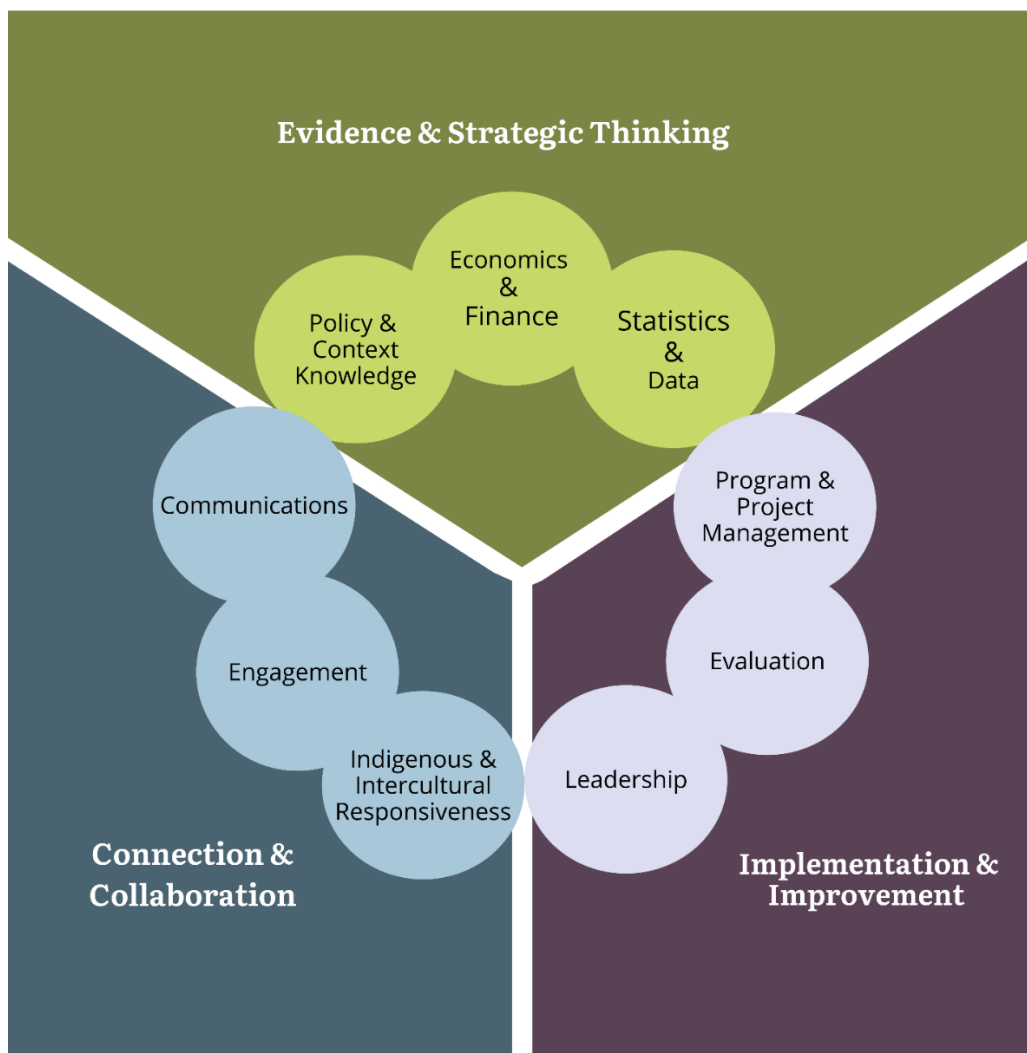 Evidence & Strategic Thinking
Economics
&
Finance
Policy &
Context
Knowledge
Statistics
&
Data
Communications
Engagement
Indigenous &
Intercultural
Responsiveness
Connection &
Collaboration
Program &
Project
Management
Evaluation
Leadership
Implementation &
Improvement